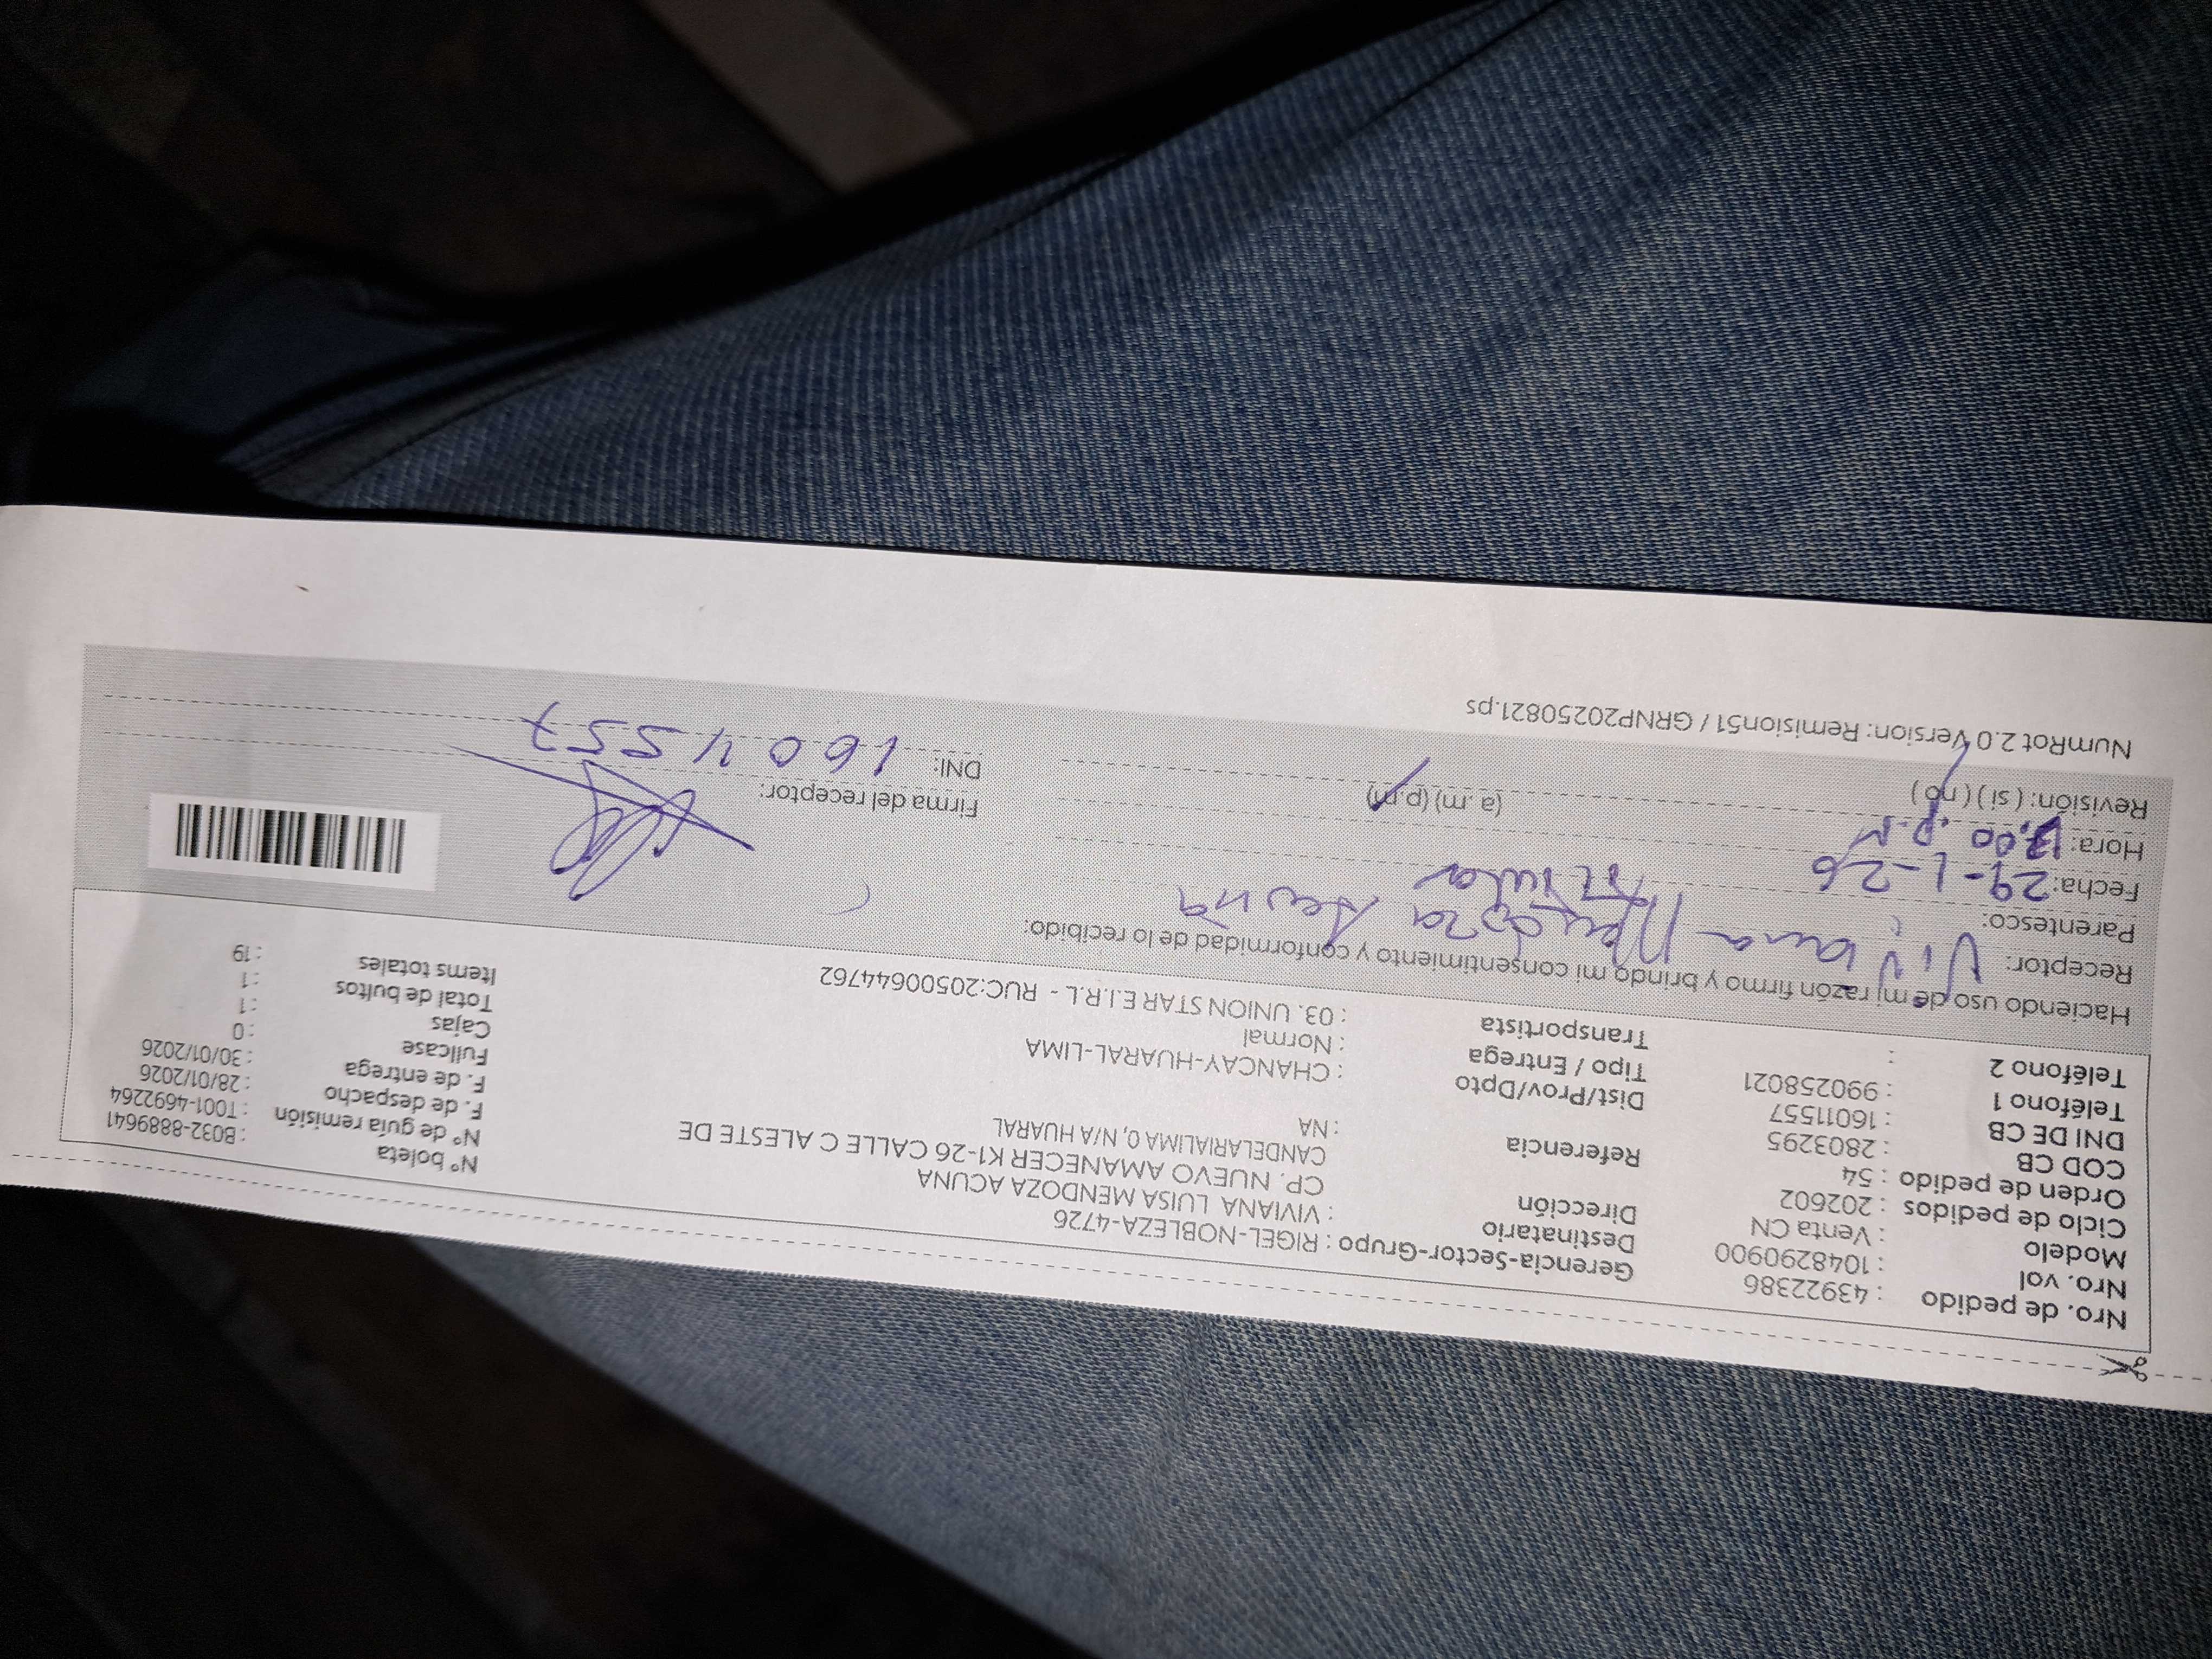 Nro. de pedido : 43922386
Nro. vol : 1048290900
Modelo : Venta CN
Ciclo de pedidos : 202602
Orden de pedido : 54
COD CB : 2803295
DNI DE CB : 16011557
Teléfono 1 : 990258021
Teléfono 2 :
Gerencia-Sector-Grupo : RIGEL-NOBLEZA-4726
Destinatario : VIVIANA LUISA MENDOZA ACUNA
Dirección CP. NUEVO AMANECER K1-26 CALLE C ALESTE DE
CANDELARIALIMA 0, N/A HUARAL
Referencia : NA
Dist/Prov/Dpto : CHANCAY-HUARAL-LIMA
Tipo / Entrega : Normal
Transportista : 03. UNION STAR E.I.R.L - RUC:20500644762
N° boleta : B032-8889641
N° de guía remisión : T001-4692264
F. de despacho : 28/01/2026
F. de entrega : 30/01/2026
Fullcase : 0
Cajas : 1
Total de bultos : 1
Items totales : 19
Haciendo uso de mi razón firmo y brindo mi consentimiento y conformidad de lo recibido:
Receptor: Viviana Mendoza Acuña
Parentesco: Titular
Fecha: 29-1-26
Hora: :00 p.m (a. m) (p.m)
Revisión: ( si ) ( no )
Firma del receptor:
DNI: 16011557
NumRot 2.0 Version: Remision51 / GRNP20250821.ps